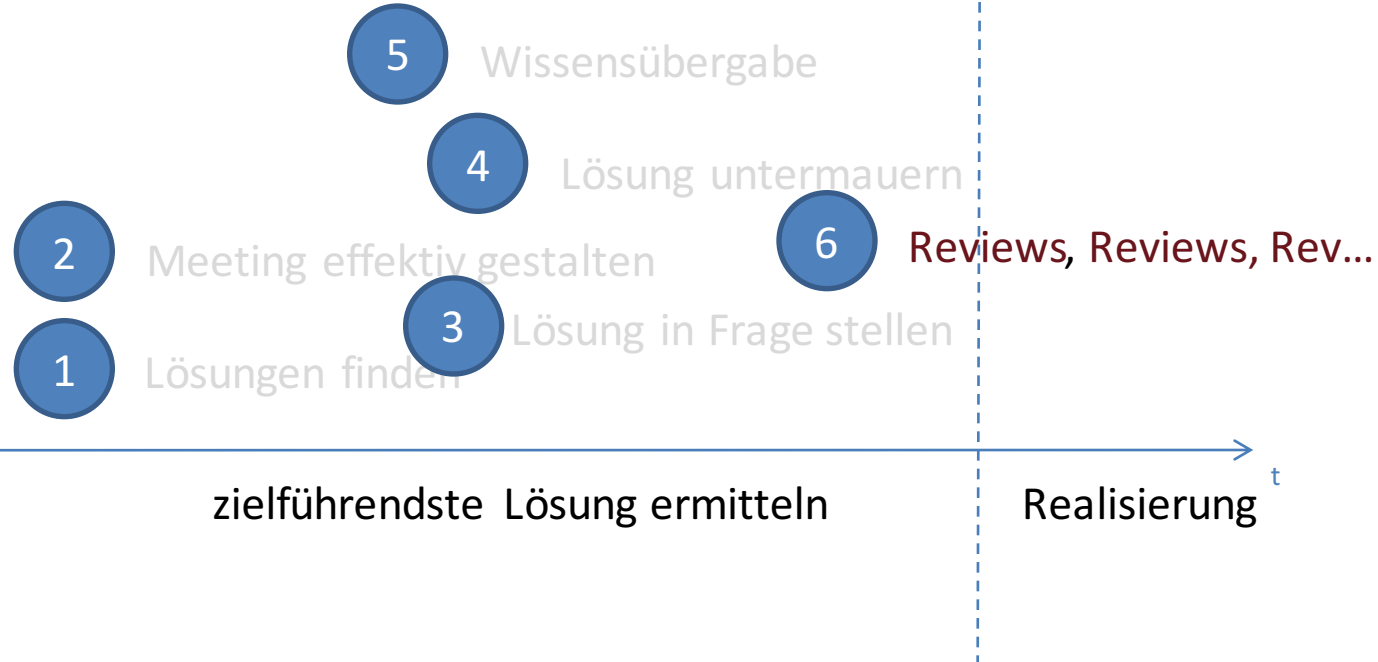 5 Wissensübergabe
4 Lösung untermauern
2 Meeting effektiv gestalten
6 Reviews, Reviews, Rev…
3 Lösung in Frage stellen
1 Lösungen finden
t
zielführendste Lösung ermitteln
Realisierung